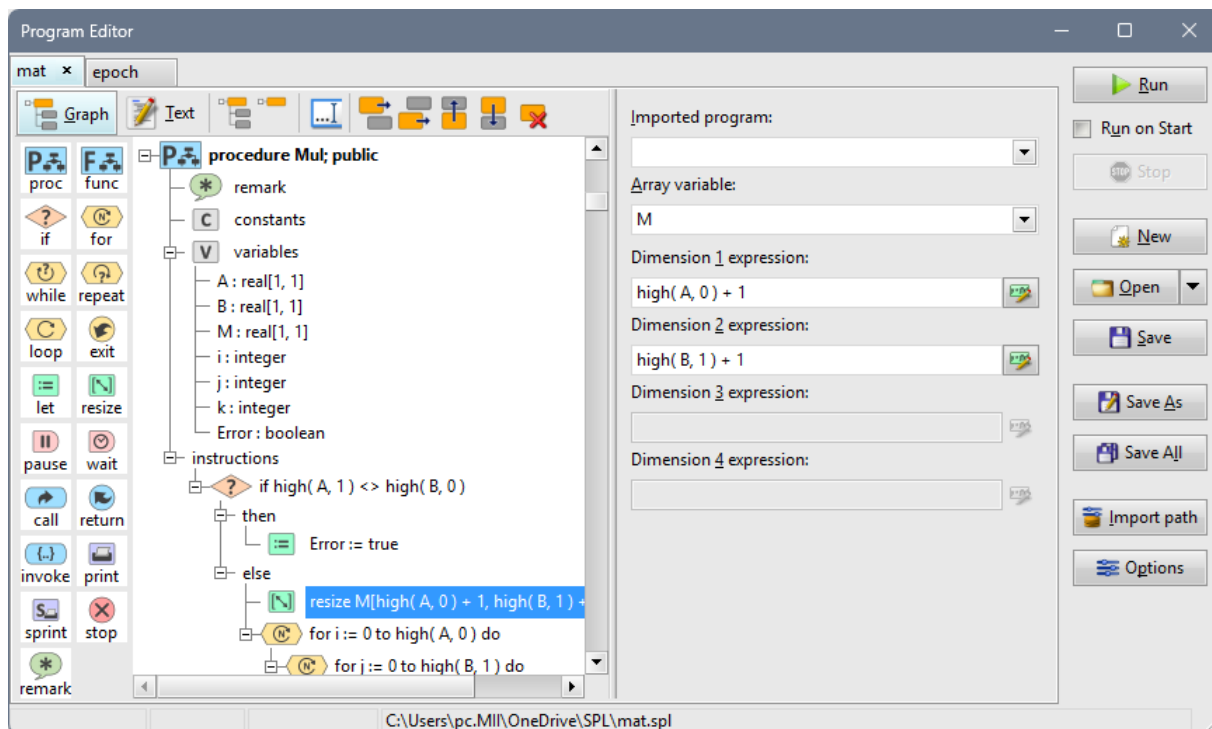 Program Editor
mat × epoch
Graph Text
proc func
if for
while repeat
loop exit
let resize
pause wait
call return
invoke print
sprint stop
remark
procedure Mul; public
remark
C constants
V variables
A : real[1, 1]
B : real[1, 1]
M : real[1, 1]
i : integer
j : integer
k : integer
Error : boolean
instructions
if high( A, 1 ) <> high( B, 0 )
then
Error := true
else
resize M[high( A, 0 ) + 1, high( B, 1 ) +
for i := 0 to high( A, 0 ) do
for j := 0 to high( B, 1 ) do
Imported program:
Array variable:
M
Dimension 1 expression:
high( A, 0 ) + 1
Dimension 2 expression:
high( B, 1 ) + 1
Dimension 3 expression:
Dimension 4 expression:
Run
Run on Start
STOP Stop
New
Open
Save
Save As
Save All
Import path
Options
C:\Users\pc.MII\OneDrive\SPL\mat.spl